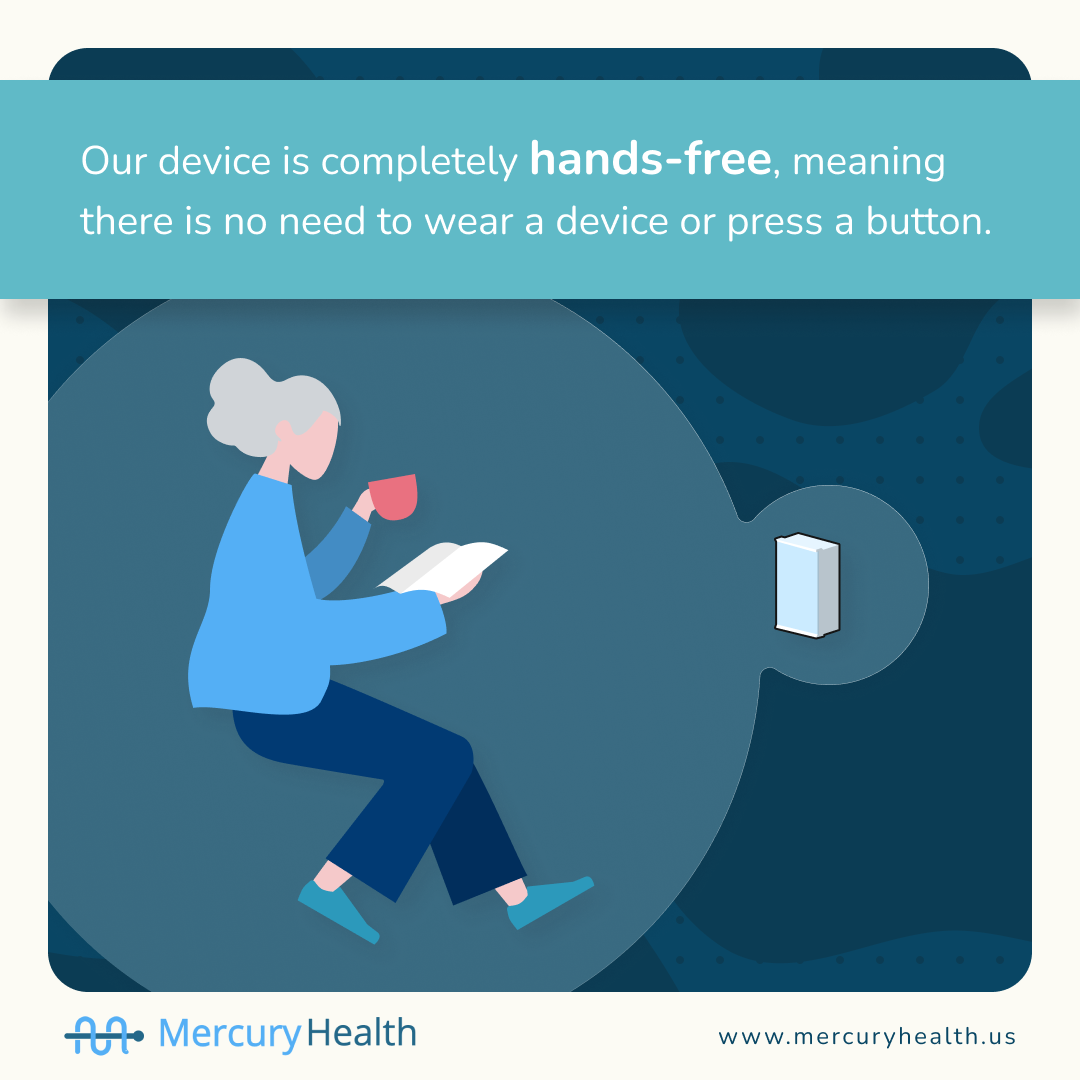 Our device is completely hands-free, meaning
there is no need to wear a device or press a button.
Mercury Health
www.mercuryhealth.us